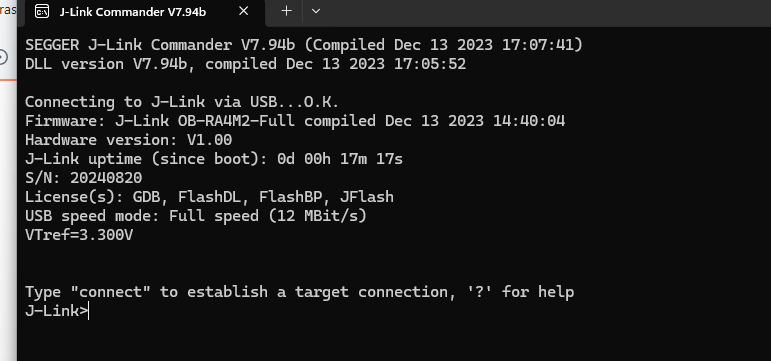 ras
J-Link Commander V7.94b
SEGGER J-Link Commander V7.94b (Compiled Dec 13 2023 17:07:41)
DLL version V7.94b, compiled Dec 13 2023 17:05:52
Connecting to J-Link via USB...O.K.
Firmware: J-Link OB-RA4M2-Full compiled Dec 13 2023 14:40:04
Hardware version: V1.00
J-Link uptime (since boot): 0d 00h 17m 17s
S/N: 20240820
License(s): GDB, FlashDL, FlashBP, JFlash
USB speed mode: Full speed (12 MBit/s)
VTref=3.300V
Type "connect" to establish a target connection, '?' for help
J-Link>